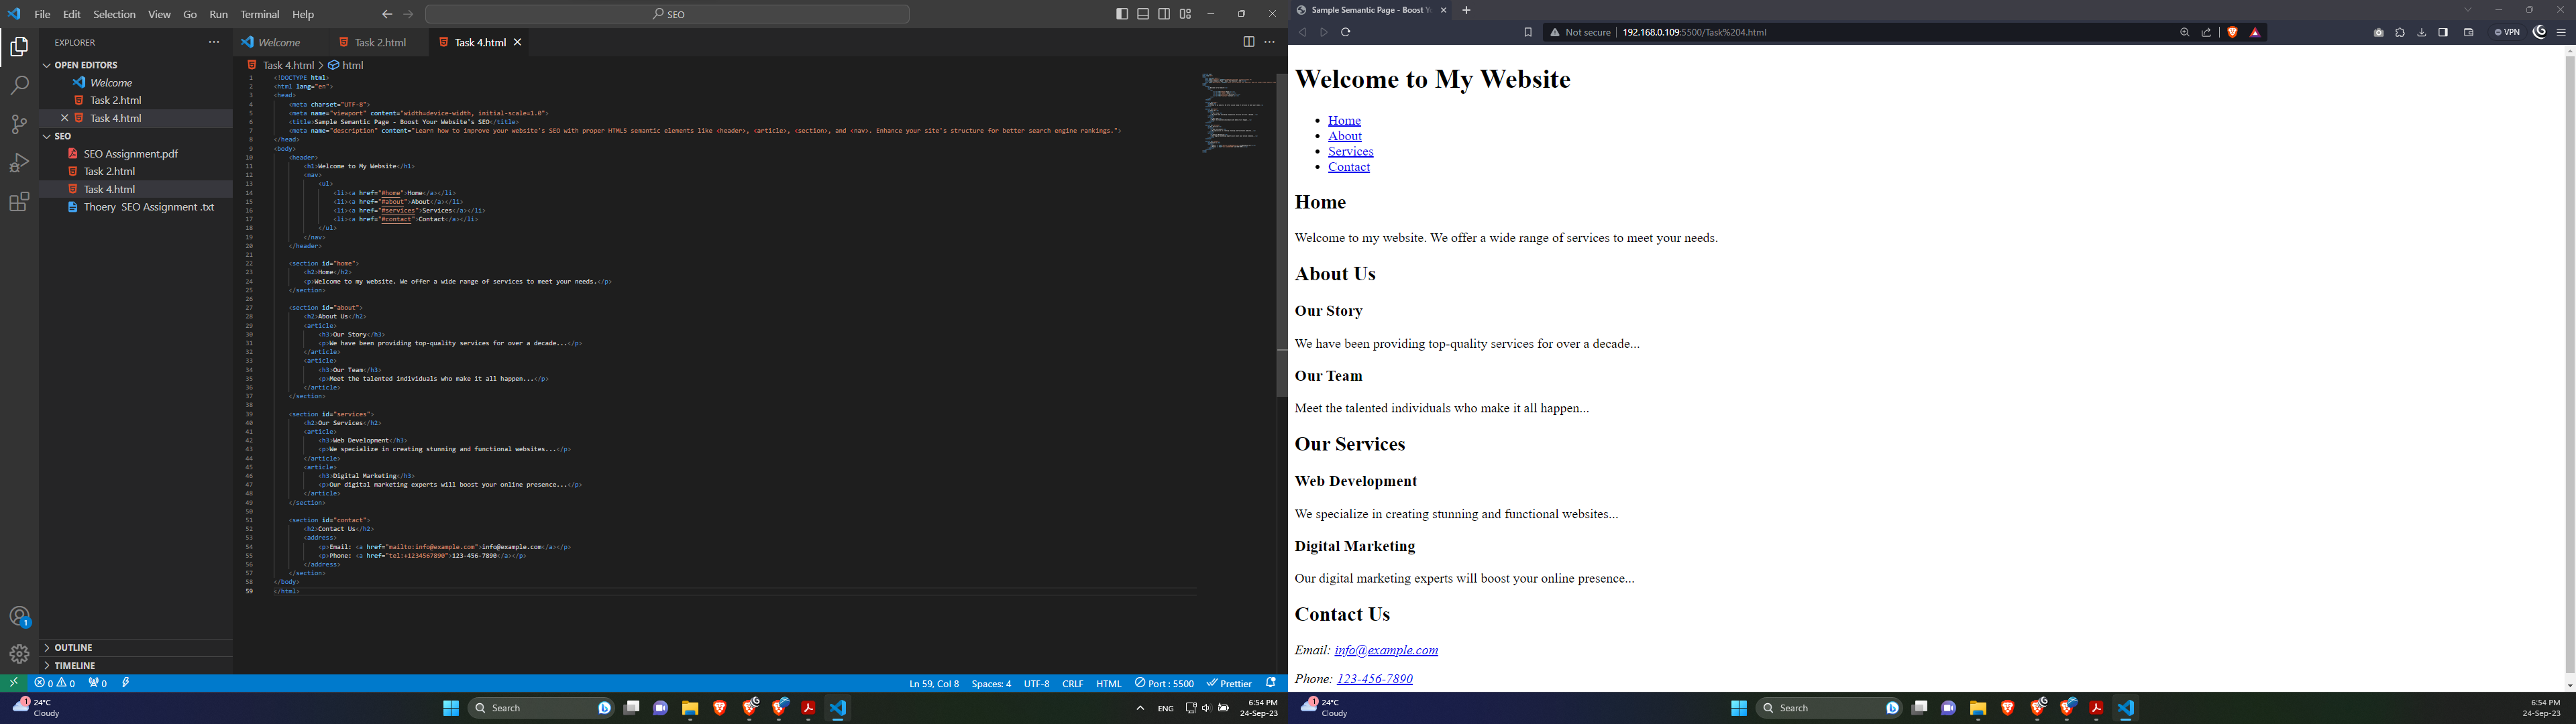 File Edit Selection View Go Run Terminal Help
SEO
EXPLORER
OPEN EDITORS
Welcome
Task 2.html
Task 4.html
SEO
SEO Assignment.pdf
Task 2.html
Task 4.html
Thoery SEO Assignment .txt
OUTLINE
TIMELINE
Welcome Task 2.html Task 4.html
Task 4.html > html
1 <!DOCTYPE html>
2 <html lang="en">
3 <head>
4 <meta charset="UTF-8">
5 <meta name="viewport" content="width=device-width, initial-scale=1.0">
6 <title>Sample Semantic Page - Boost Your Website's SEO</title>
7 <meta name="description" content="Learn how to improve your website's SEO with proper HTML5 semantic elements like <header>, <article>, <section>, and <nav>. Enhance your site's structure for better search engine rankings.">
8 </head>
9 <body>
10 <header>
11 <h1>Welcome to My Website</h1>
12 <nav>
13 <ul>
14 <li><a href="#home">Home</a></li>
15 <li><a href="#about">About</a></li>
16 <li><a href="#services">Services</a></li>
17 <li><a href="#contact">Contact</a></li>
18 </ul>
19 </nav>
20 </header>
21
22 <section id="home">
23 <h2>Home</h2>
24 <p>Welcome to my website. We offer a wide range of services to meet your needs.</p>
25 </section>
26
27 <section id="about">
28 <h2>About Us</h2>
29 <article>
30 <h3>Our Story</h3>
31 <p>We have been providing top-quality services for over a decade...</p>
32 </article>
33 <article>
34 <h3>Our Team</h3>
35 <p>Meet the talented individuals who make it all happen...</p>
36 </article>
37 </section>
38
39 <section id="services">
40 <h2>Our Services</h2>
41 <article>
42 <h3>Web Development</h3>
43 <p>We specialize in creating stunning and functional websites...</p>
44 </article>
45 <article>
46 <h3>Digital Marketing</h3>
47 <p>Our digital marketing experts will boost your online presence...</p>
48 </article>
49 </section>
50
51 <section id="contact">
52 <h2>Contact Us</h2>
53 <address>
54 <p>Email: <a href="mailto:info@example.com">info@example.com</a></p>
55 <p>Phone: <a href="tel:+1234567890">123-456-7890</a></p>
56 </address>
57 </section>
58 </body>
59 </html>
0 0 0 Ln 59, Col 8 Spaces: 4 UTF-8 CRLF HTML Port : 5500 Prettier
1 24°C
Cloudy
Search
ENG
6:54 PM
24-Sep-23
Sample Semantic Page - Boost Y
Not secure 192.168.0.109:5500/Task%204.html
VPN
Welcome to My Website
Home
About
Services
Contact
Home
Welcome to my website. We offer a wide range of services to meet your needs.
About Us
Our Story
We have been providing top-quality services for over a decade...
Our Team
Meet the talented individuals who make it all happen...
Our Services
Web Development
We specialize in creating stunning and functional websites...
Digital Marketing
Our digital marketing experts will boost your online presence...
Contact Us
Email: info@example.com
Phone: 123-456-7890
1 24°C
Cloudy
Search
6:54 PM
24-Sep-23